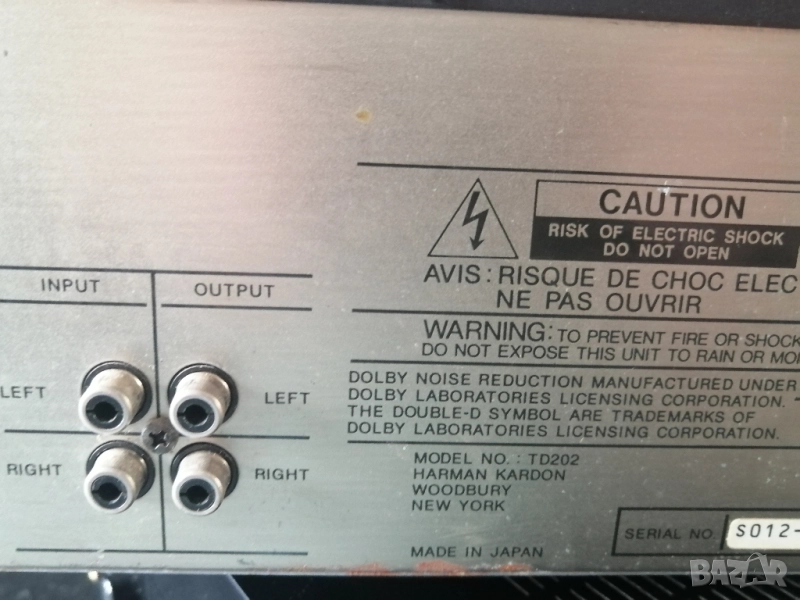 CAUTION
RISK OF ELECTRIC SHOCK
DO NOT OPEN
AVIS: RISQUE DE CHOC ELEC
NE PAS OUVRIR
WARNING: TO PREVENT FIRE OR SHOCK
DO NOT EXPOSE THIS UNIT TO RAIN OR MOI
DOLBY NOISE REDUCTION MANUFACTURED UNDER
DOLBY LABORATORIES LICENSING CORPORATION.
THE DOUBLE-D SYMBOL ARE TRADEMARKS OF
DOLBY LABORATORIES LICENSING CORPORATION.
MODEL NO.: TD202
HARMAN KARDON
WOODBURY
NEW YORK
MADE IN JAPAN
SERIAL NO. S012-
INPUT
OUTPUT
LEFT
LEFT
RIGHT
RIGHT
BAZAR